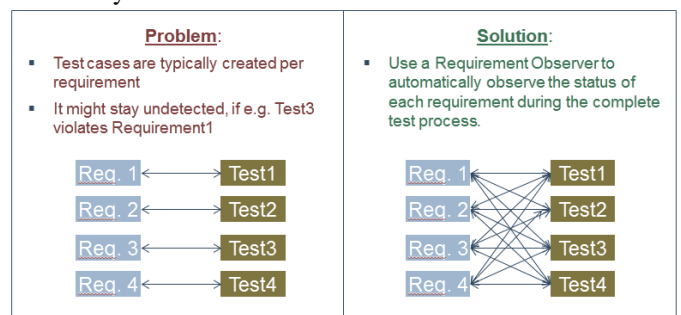 Problem:
▪ Test cases are typically created per
requirement
▪ It might stay undetected, if e.g. Test3
violates Requirement1
Req. 1
Test1
Req. 2
Test2
Req. 3
Test3
Req. 4
Test4
Solution:
▪ Use a Requirement Observer to
automatically observe the status of
each requirement during the complete
test process.
Req. 1
Test1
Req. 2
Test2
Req. 3
Test3
Req. 4
Test4